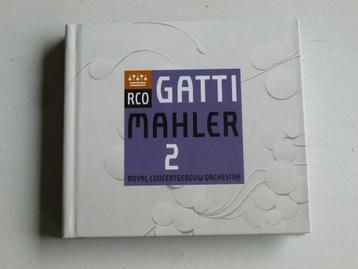 RCO GATTI
MAHLER
2
ROYAL CONCERTGEBOUW ORCHESTRA